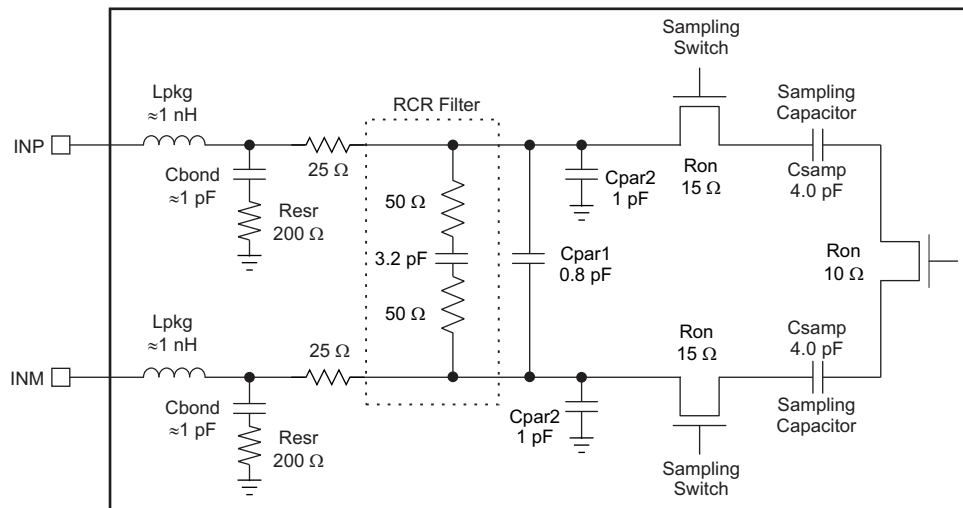 Sampling
Switch
Lpkg
≈1 nH
RCR Filter
Sampling
Capacitor
INP
25 Ω
Cbond
≈1 pF
Resr
200 Ω
50 Ω
3.2 pF
50 Ω
Cpar1
0.8 pF
Cpar2
1 pF
Ron
15 Ω
Csamp
4.0 pF
Ron
10 Ω
Lpkg
≈1 nH
INM
25 Ω
Cbond
≈1 pF
Resr
200 Ω
Cpar2
1 pF
Ron
15 Ω
Csamp
4.0 pF
Sampling
Capacitor
Sampling
Switch